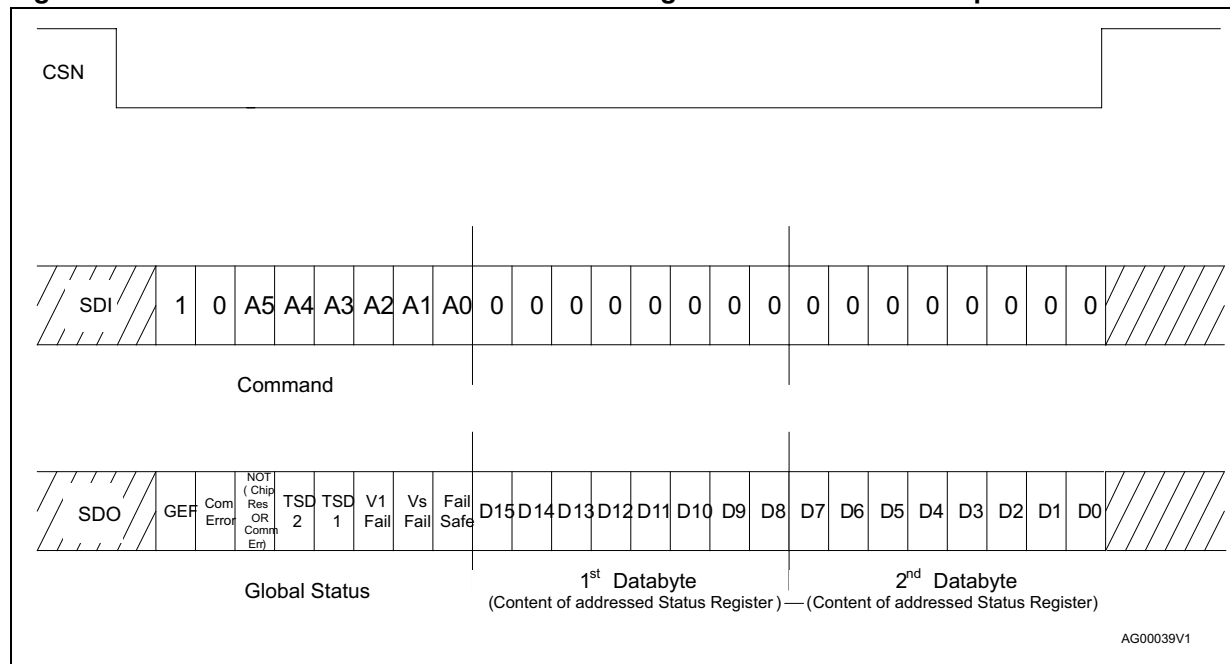 CSN
SDI 1 0 A5 A4 A3 A2 A1 A0 0 0 0 0 0 0 0 0 0 0 0 0 0 0 0 0
Command
SDO GEF Com Error NOT ( Chip Res OR Comm Err) TSD 2 TSD 1 V1 Fail Vs Fail Fail Safe D15 D14 D13 D12 D11 D10 D9 D8 D7 D6 D5 D4 D3 D2 D1 D0
Global Status
1st Databyte
(Content of addressed Status Register )
2nd Databyte
(Content of addressed Status Register)
AG00039V1